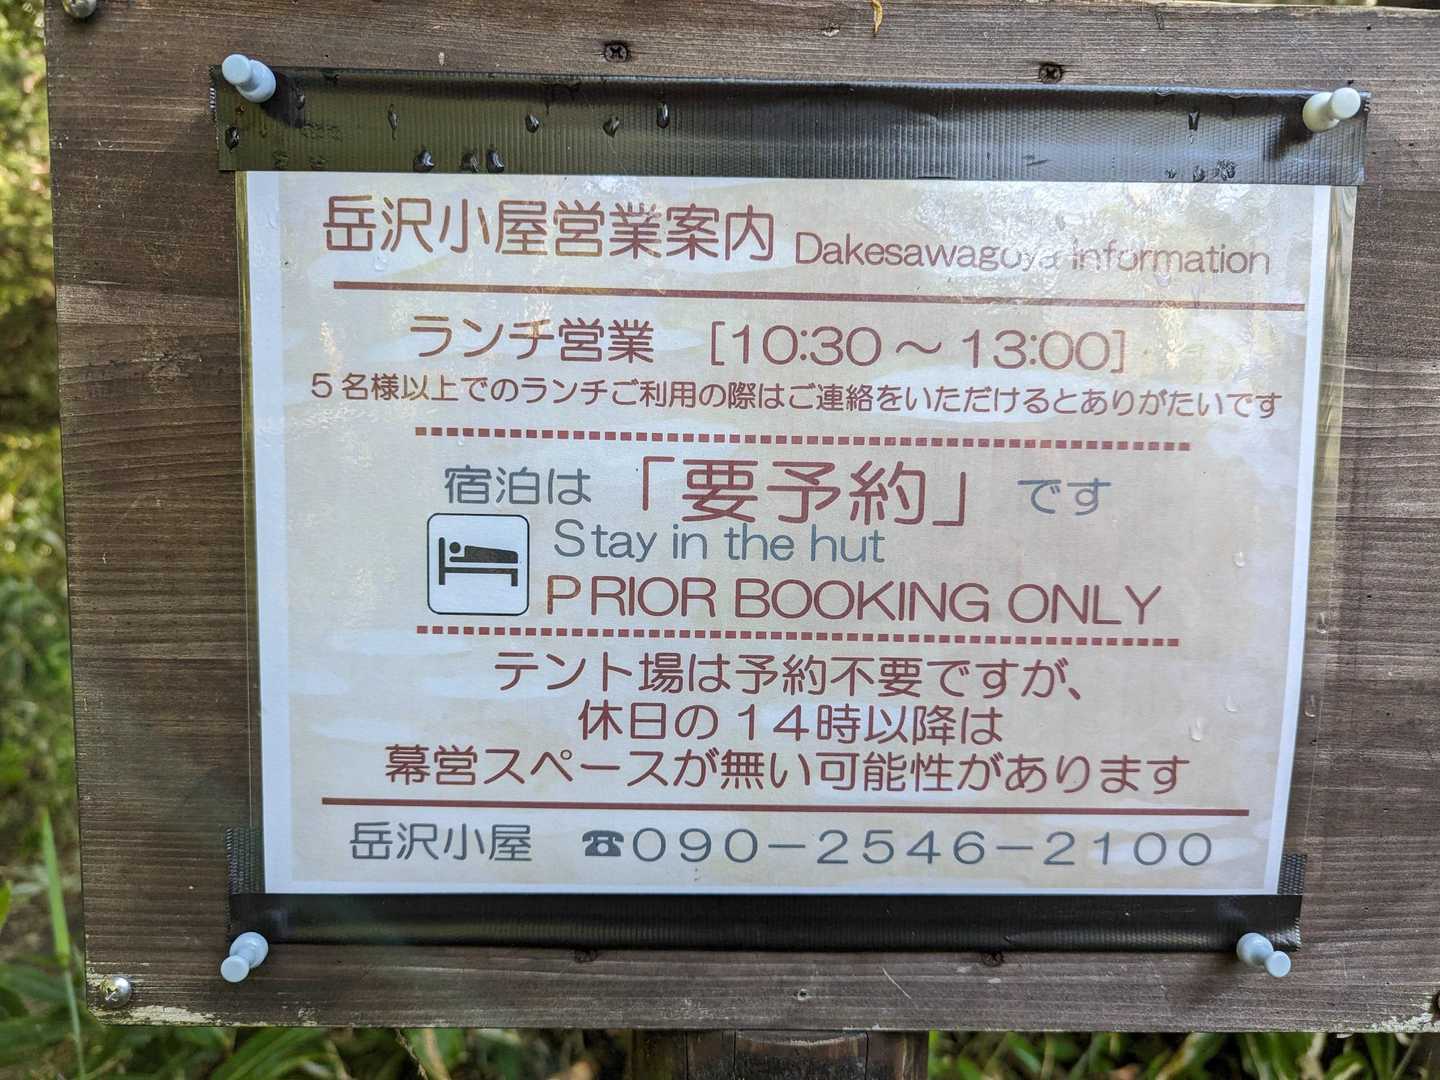 岳沢小屋営業案内 Dakesawagoya information
ランチ営業 [10:30～13:00]
5名様以上でのランチご利用の際はご連絡をいただけるとありがたいです
宿泊は「要予約」です
Stay in the hut
PRIOR BOOKING ONLY
テント場は予約不要ですが、
休日の14時以降は
幕営スペースが無い可能性があります
岳沢小屋 ☎090－2546－2100